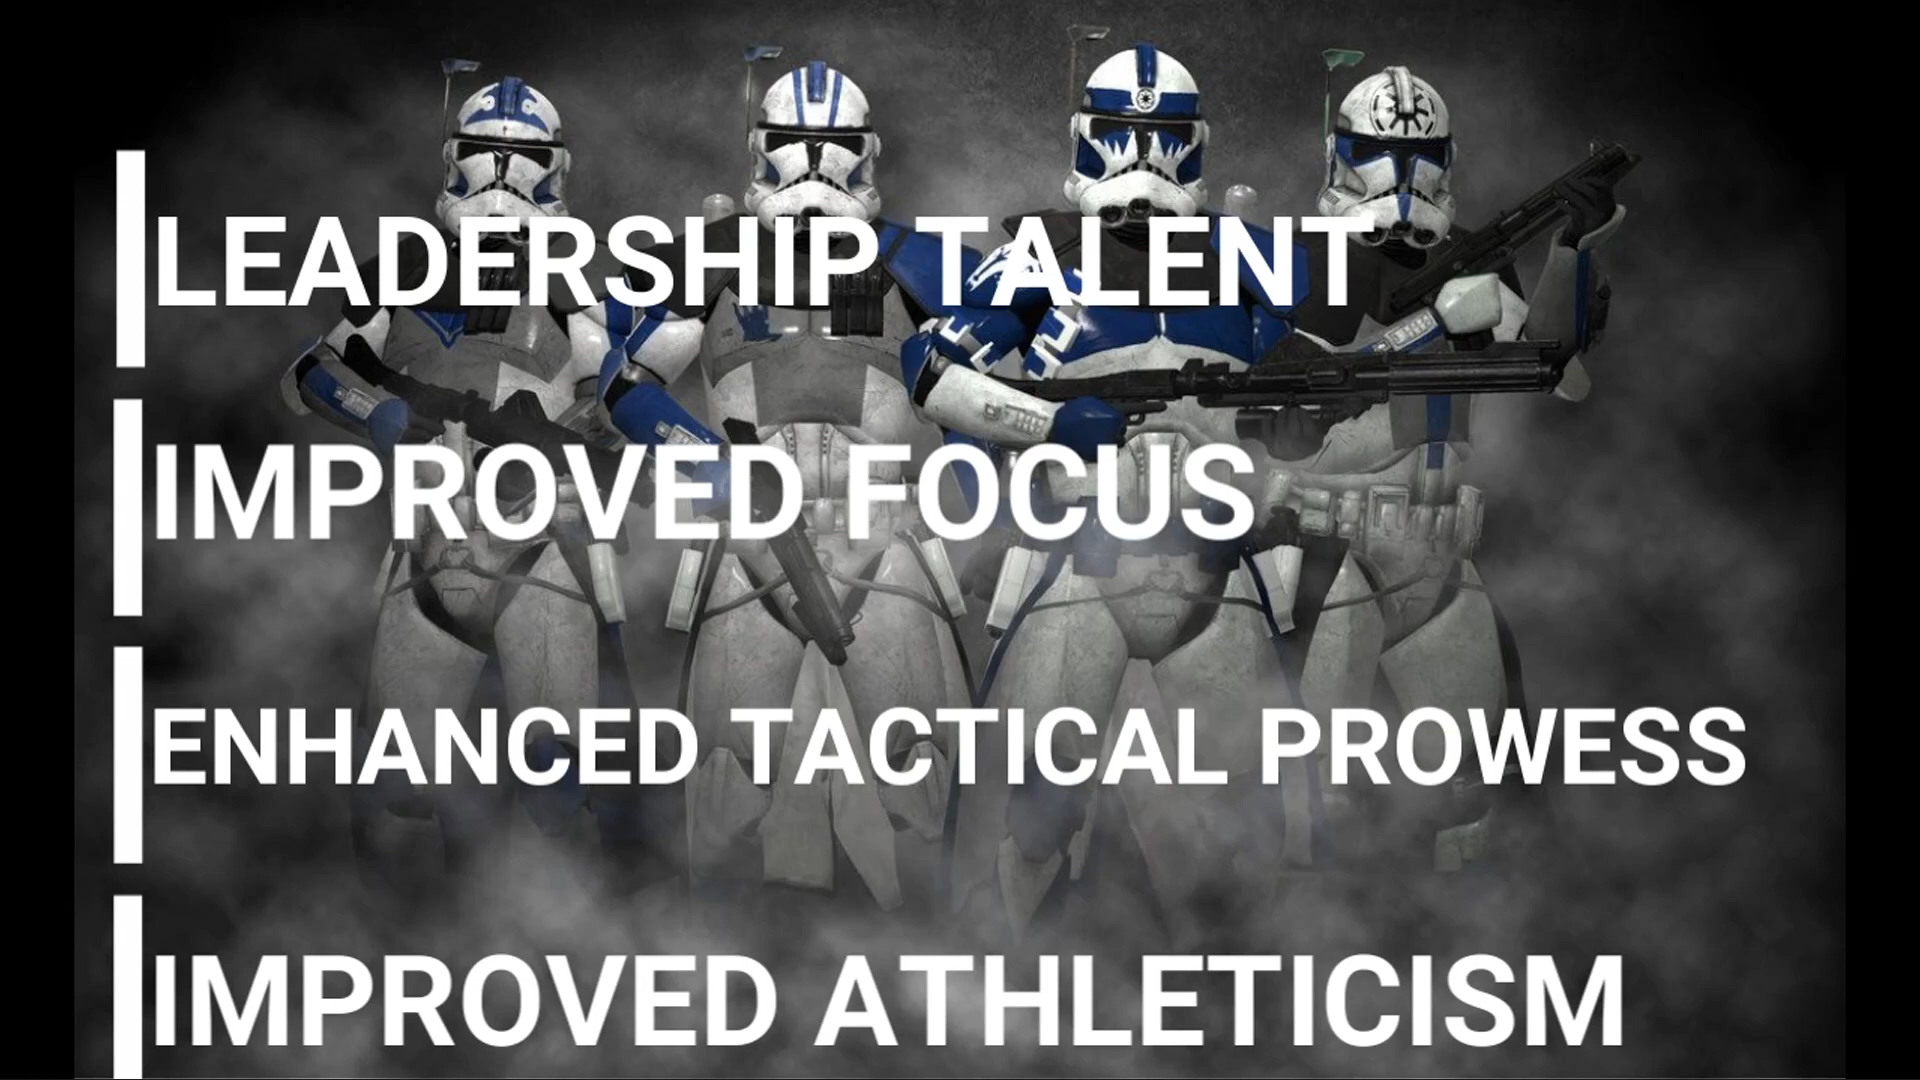 LEADERSHIP TALENT
IMPROVED FOCUS
ENHANCED TACTICAL PROWESS
IMPROVED ATHLETICISM